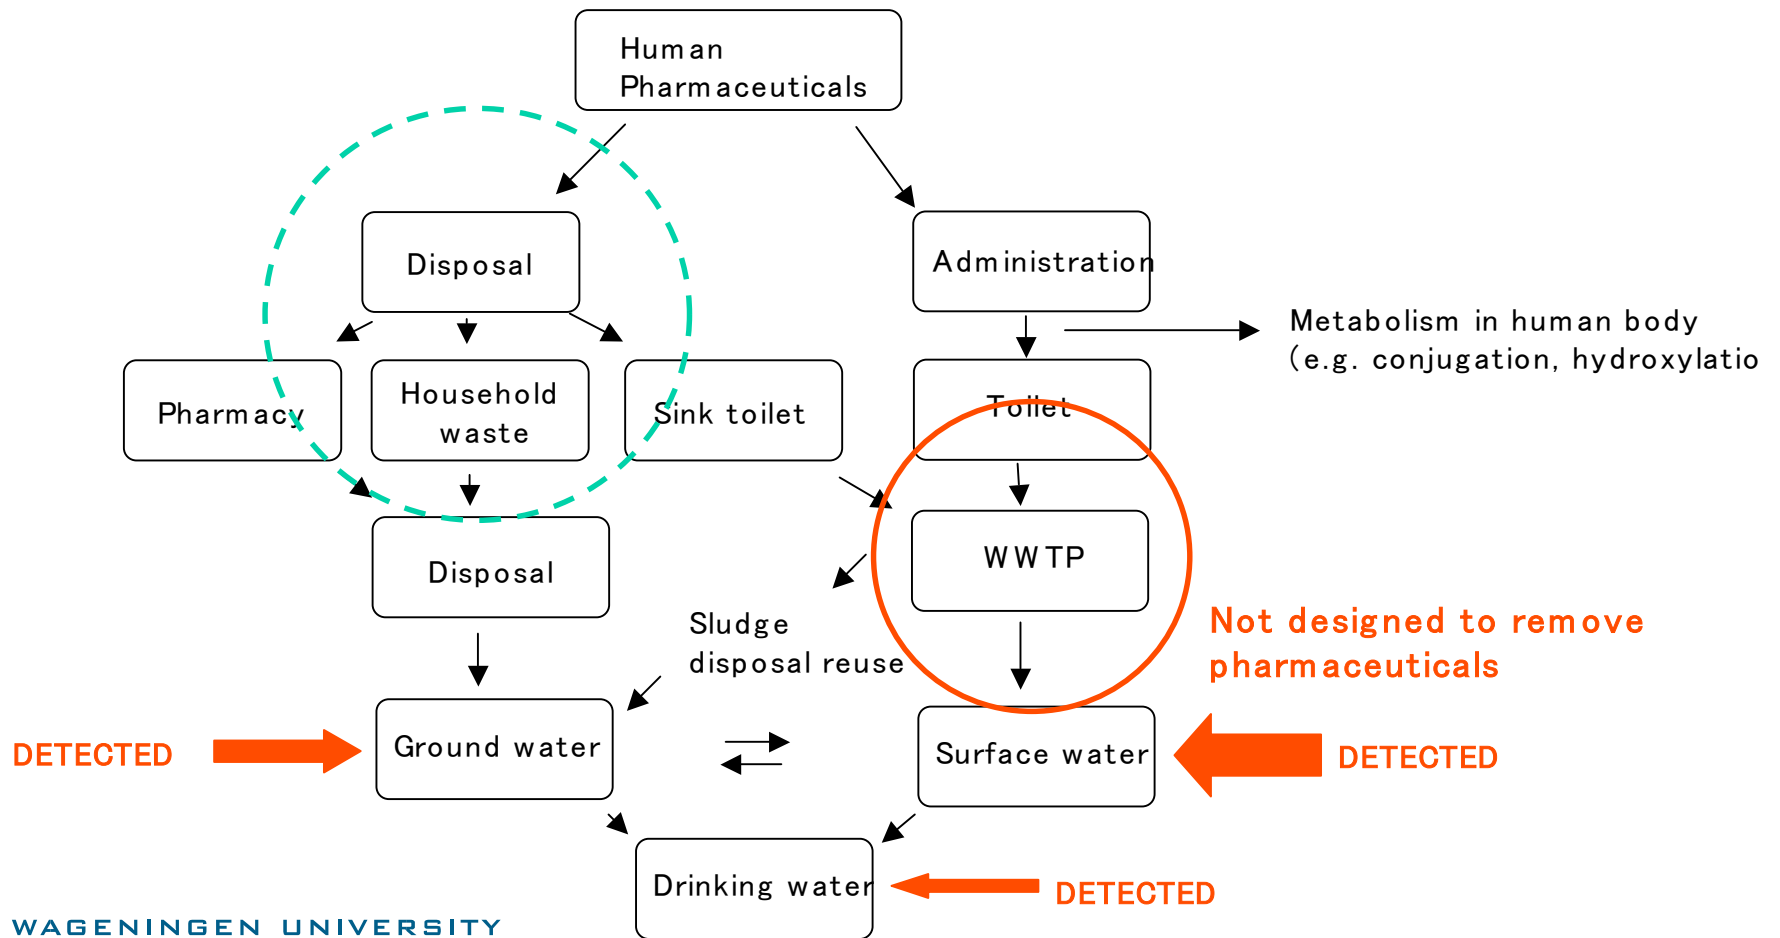 Human
Pharmaceuticals
Disposal
Administration
Metabolism in human body
(e.g. conjugation, hydroxylatio
Pharmacy
Household
waste
Sink toilet
Toilet
WWTP
Disposal
Sludge
disposal reuse
Not designed to remove
pharmaceuticals
DETECTED
Ground water
Surface water
DETECTED
Drinking water
DETECTED
WAGENINGEN UNIVERSITY